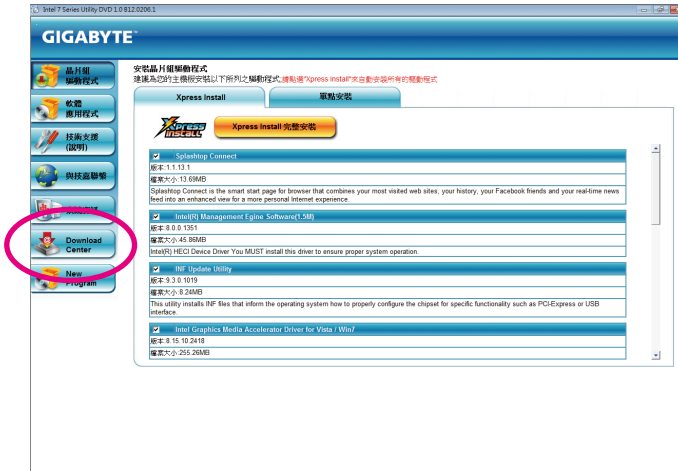 Intel 7 Series Utility DVD 1.0 B12.0206.1
GIGABYTE™
晶片組
驅動程式
軟體
應用程式
技術支援
(說明)
與技嘉聯繫
Download
Center
New
Program
安裝晶片組驅動程式
建議為您的主機板安裝以下所列之驅動程式,請點選"Xpress Install"來自動安裝所有的驅動程式
Xpress Install
單點安裝
Xpress
INSTALL
Xpress Install 完整安裝
Splashtop Connect
版本:1.1.13.1
檔案大小:13.69MB
Splashtop Connect is the smart start page for browser that combines your most visited web sites, your history, your Facebook friends and your real-time news
feed into an enhanced view for a more personal Internet experience.
Intel(R) Management Egine Software(1.5M)
版本:8.0.0.1351
檔案大小:45.86MB
Intel(R) HECI Device Driver You MUST install this driver to ensure proper system operation.
INF Update Utility
版本:9.3.0.1019
檔案大小:8.24MB
This utility installs INF files that inform the operating system how to properly configure the chipset for specific functionality such as PCI-Express or USB
interface.
Intel Graphics Media Accelerator Driver for Vista / Win7
版本:8.15.10.2418
檔案大小:255.26MB